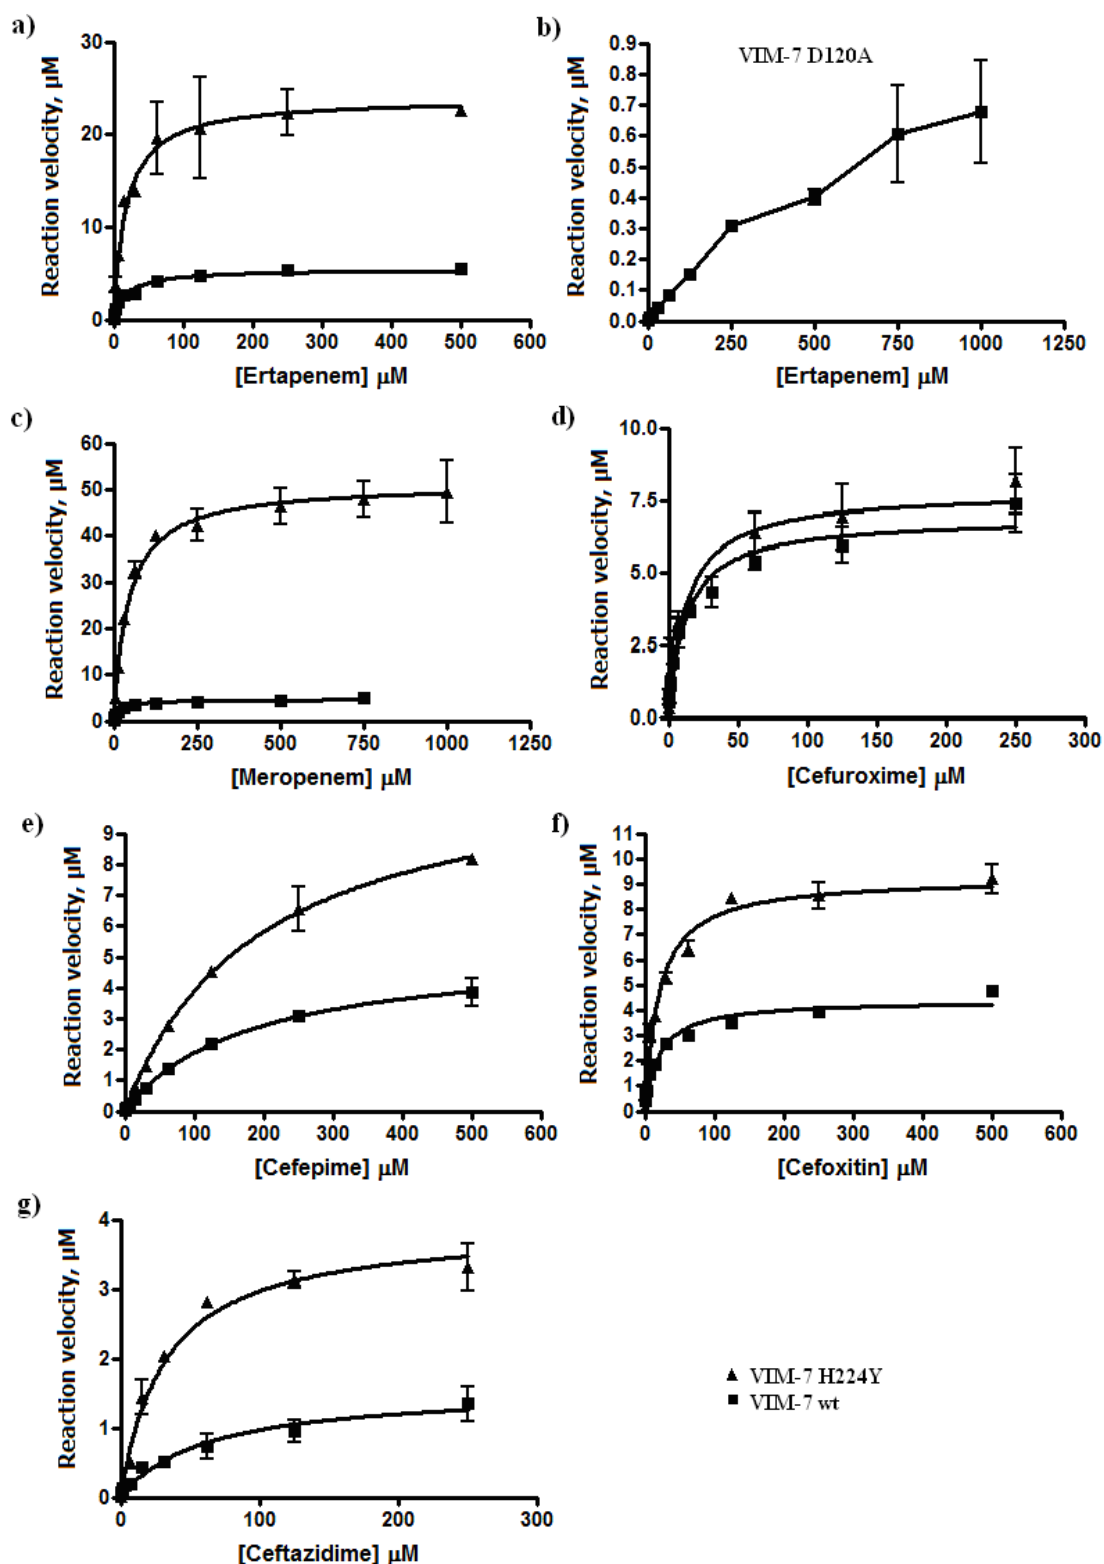 a)
Reaction velocity, µM
30
20
10
0
0 100 200 300 400 500 600
[Ertapenem] µM
b)
VIM-7 D120A
Reaction velocity, µM
0.9
0.8
0.7
0.6
0.5
0.4
0.3
0.2
0.1
0.0
0 250 500 750 1000 1250
[Ertapenem] µM
c)
Reaction velocity, µM
60
50
40
30
20
10
0
0 250 500 750 1000 1250
[Meropenem] µM
d)
Reaction velocity, µM
10.0
7.5
5.0
2.5
0.0
0 50 100 150 200 250 300
[Cefuroxime] µM
e)
Reaction velocity, µM
9
8
7
6
5
4
3
2
1
0
0 100 200 300 400 500 600
[Cefepime] µM
f)
Reaction velocity, µM
11
10
9
8
7
6
5
4
3
2
1
0
0 100 200 300 400 500 600
[Cefoxitin] µM
g)
Reaction velocity, µM
4
3
2
1
0
0 100 200 300
[Ceftazidime] µM
VIM-7 H224Y
VIM-7 wt